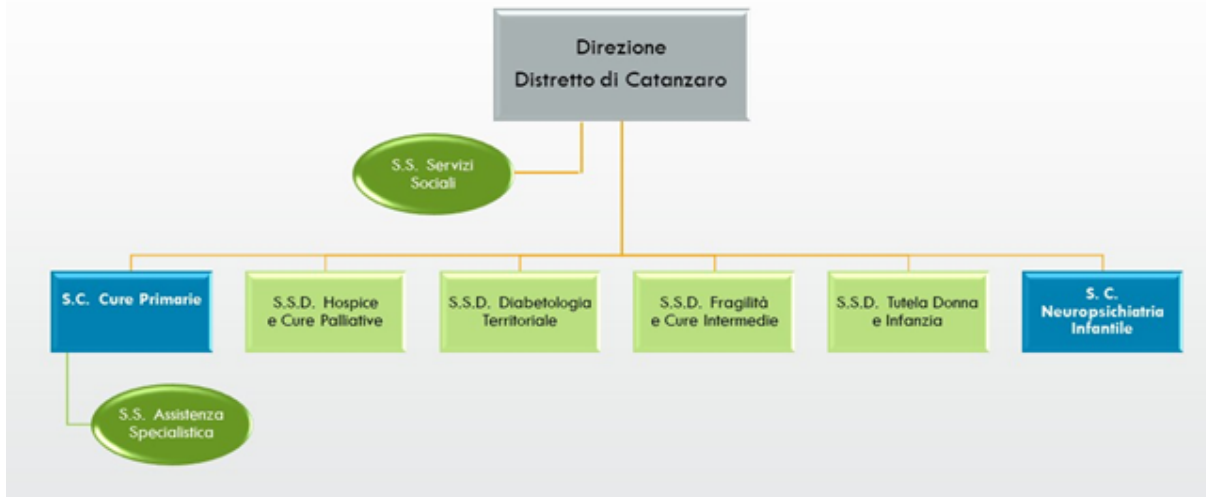 Direzione
Distretto di Catanzaro
S.S. Servizi
Sociali
S.C. Cure Primarie
S.S.D. Hospice
e Cure Palliative
S.S.D. Diabetologia
Territoriale
S.S.D. Fragilità
e Cure Intermedie
S.S.D. Tutela Donna
e Infanzia
S. C.
Neuropsichiatria
Infantile
S.S. Assistenza
Specialistica